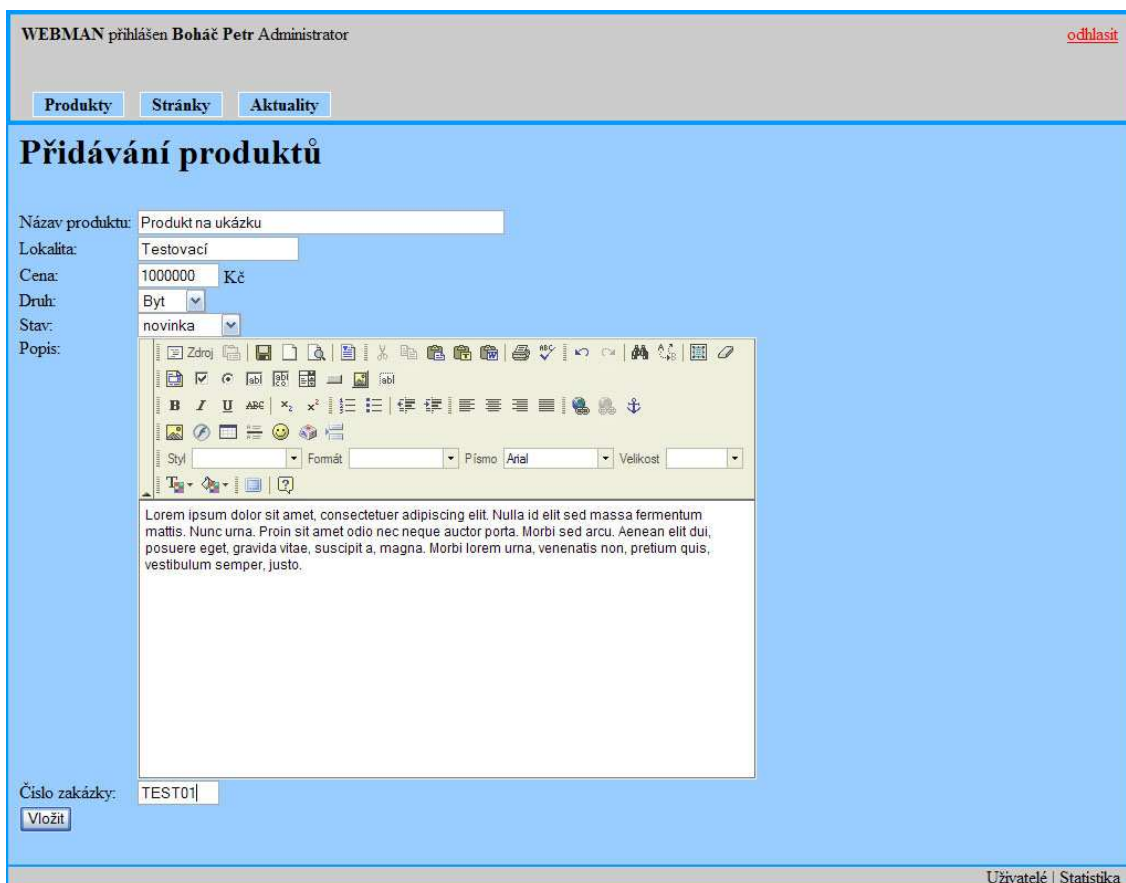 WEBMAN přihlášen Boháč Petr Administrator odhlasit
Produkty Stránky Aktuality
Přidávání produktů
Názav produktu: Produkt na ukázku
Lokalita: Testovací
Cena: 1000000 Kč
Druh: Byt
Stav: novinka
Popis: Zdroj
Styl Formát Písmo Arial Velikost
Lorem ipsum dolor sit amet, consectetuer adipiscing elit. Nulla id elit sed massa fermentum
mattis. Nunc urna. Proin sit amet odio nec neque auctor porta. Morbi sed arcu. Aenean elit dui,
posuere eget, gravida vitae, suscipit a, magna. Morbi lorem urna, venenatis non, pretium quis,
vestibulum semper, justo.
Čislo zakázky: TEST01
Vložit
Uživatelé | Statistika